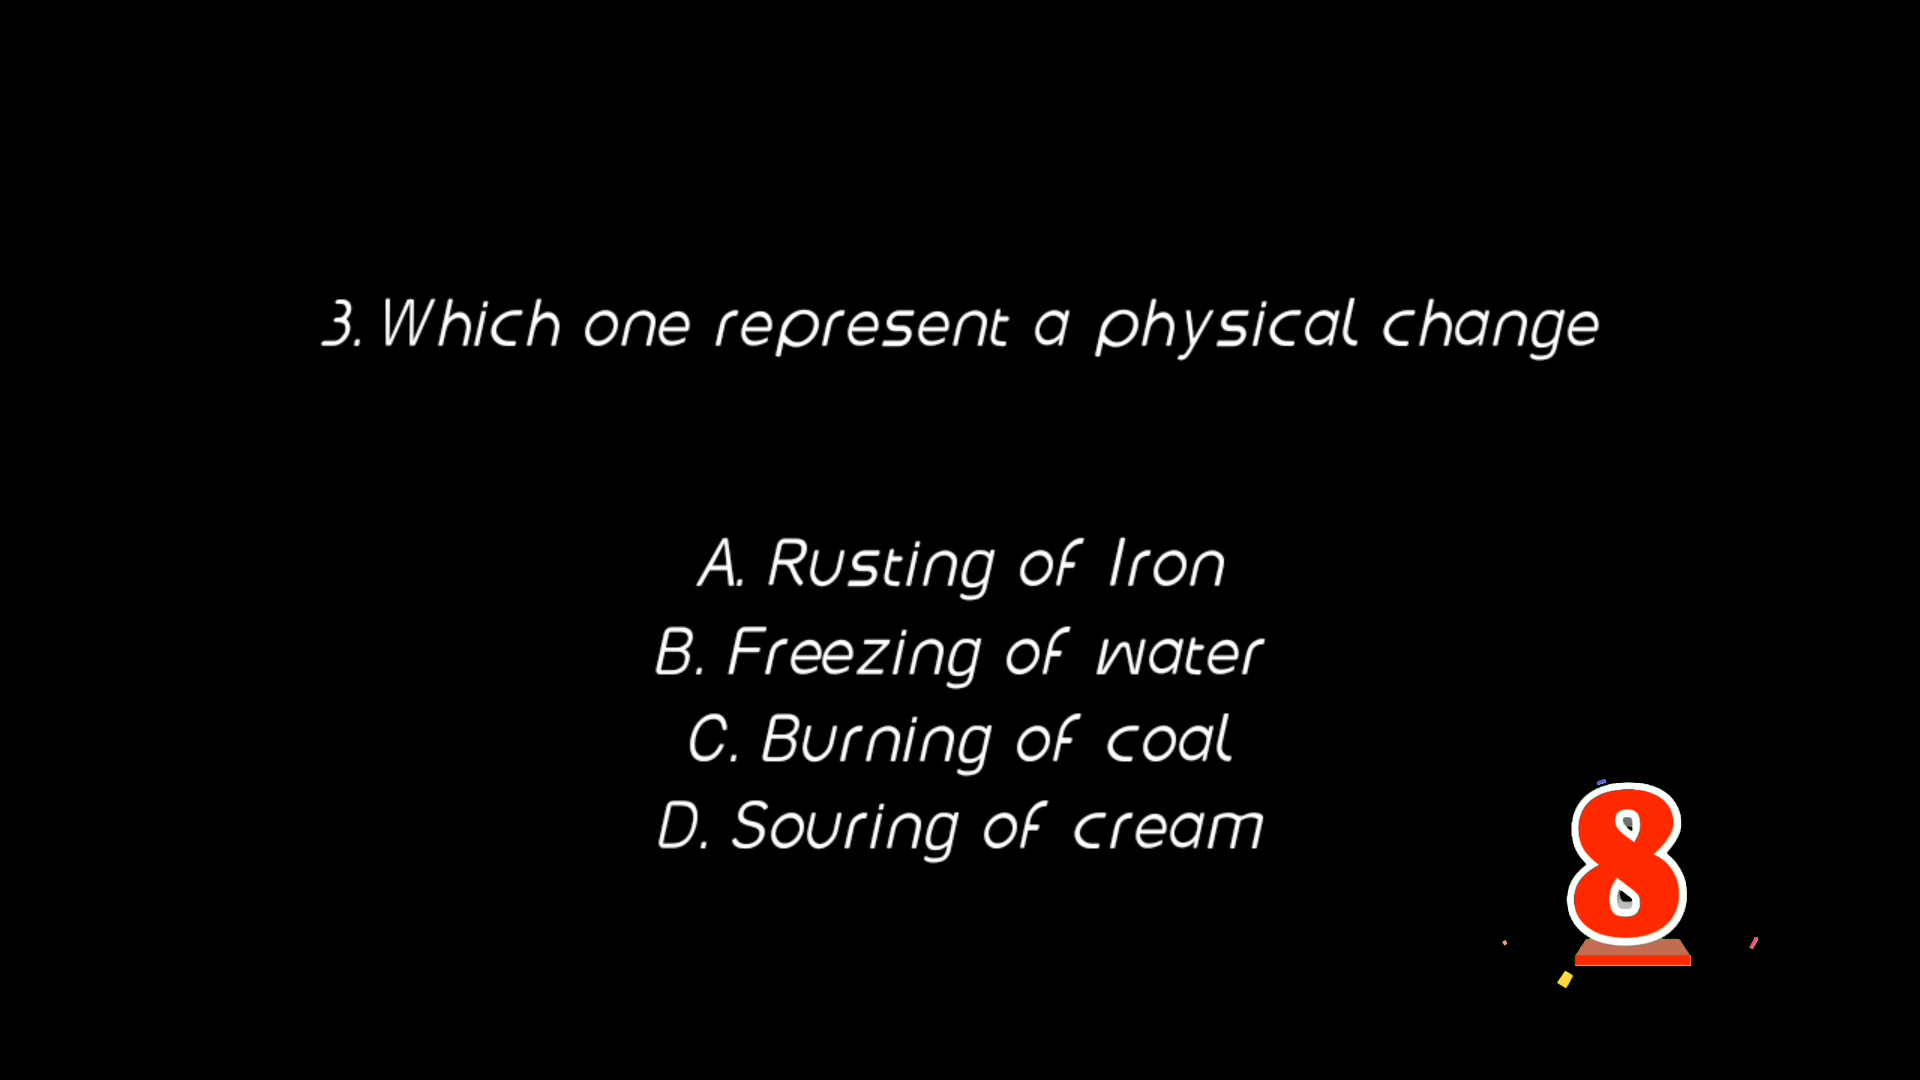 3. Which one represent a physical change
A. Rusting of Iron
B. Freezing of water
C. Burning of coal
D. Souring of cream
8